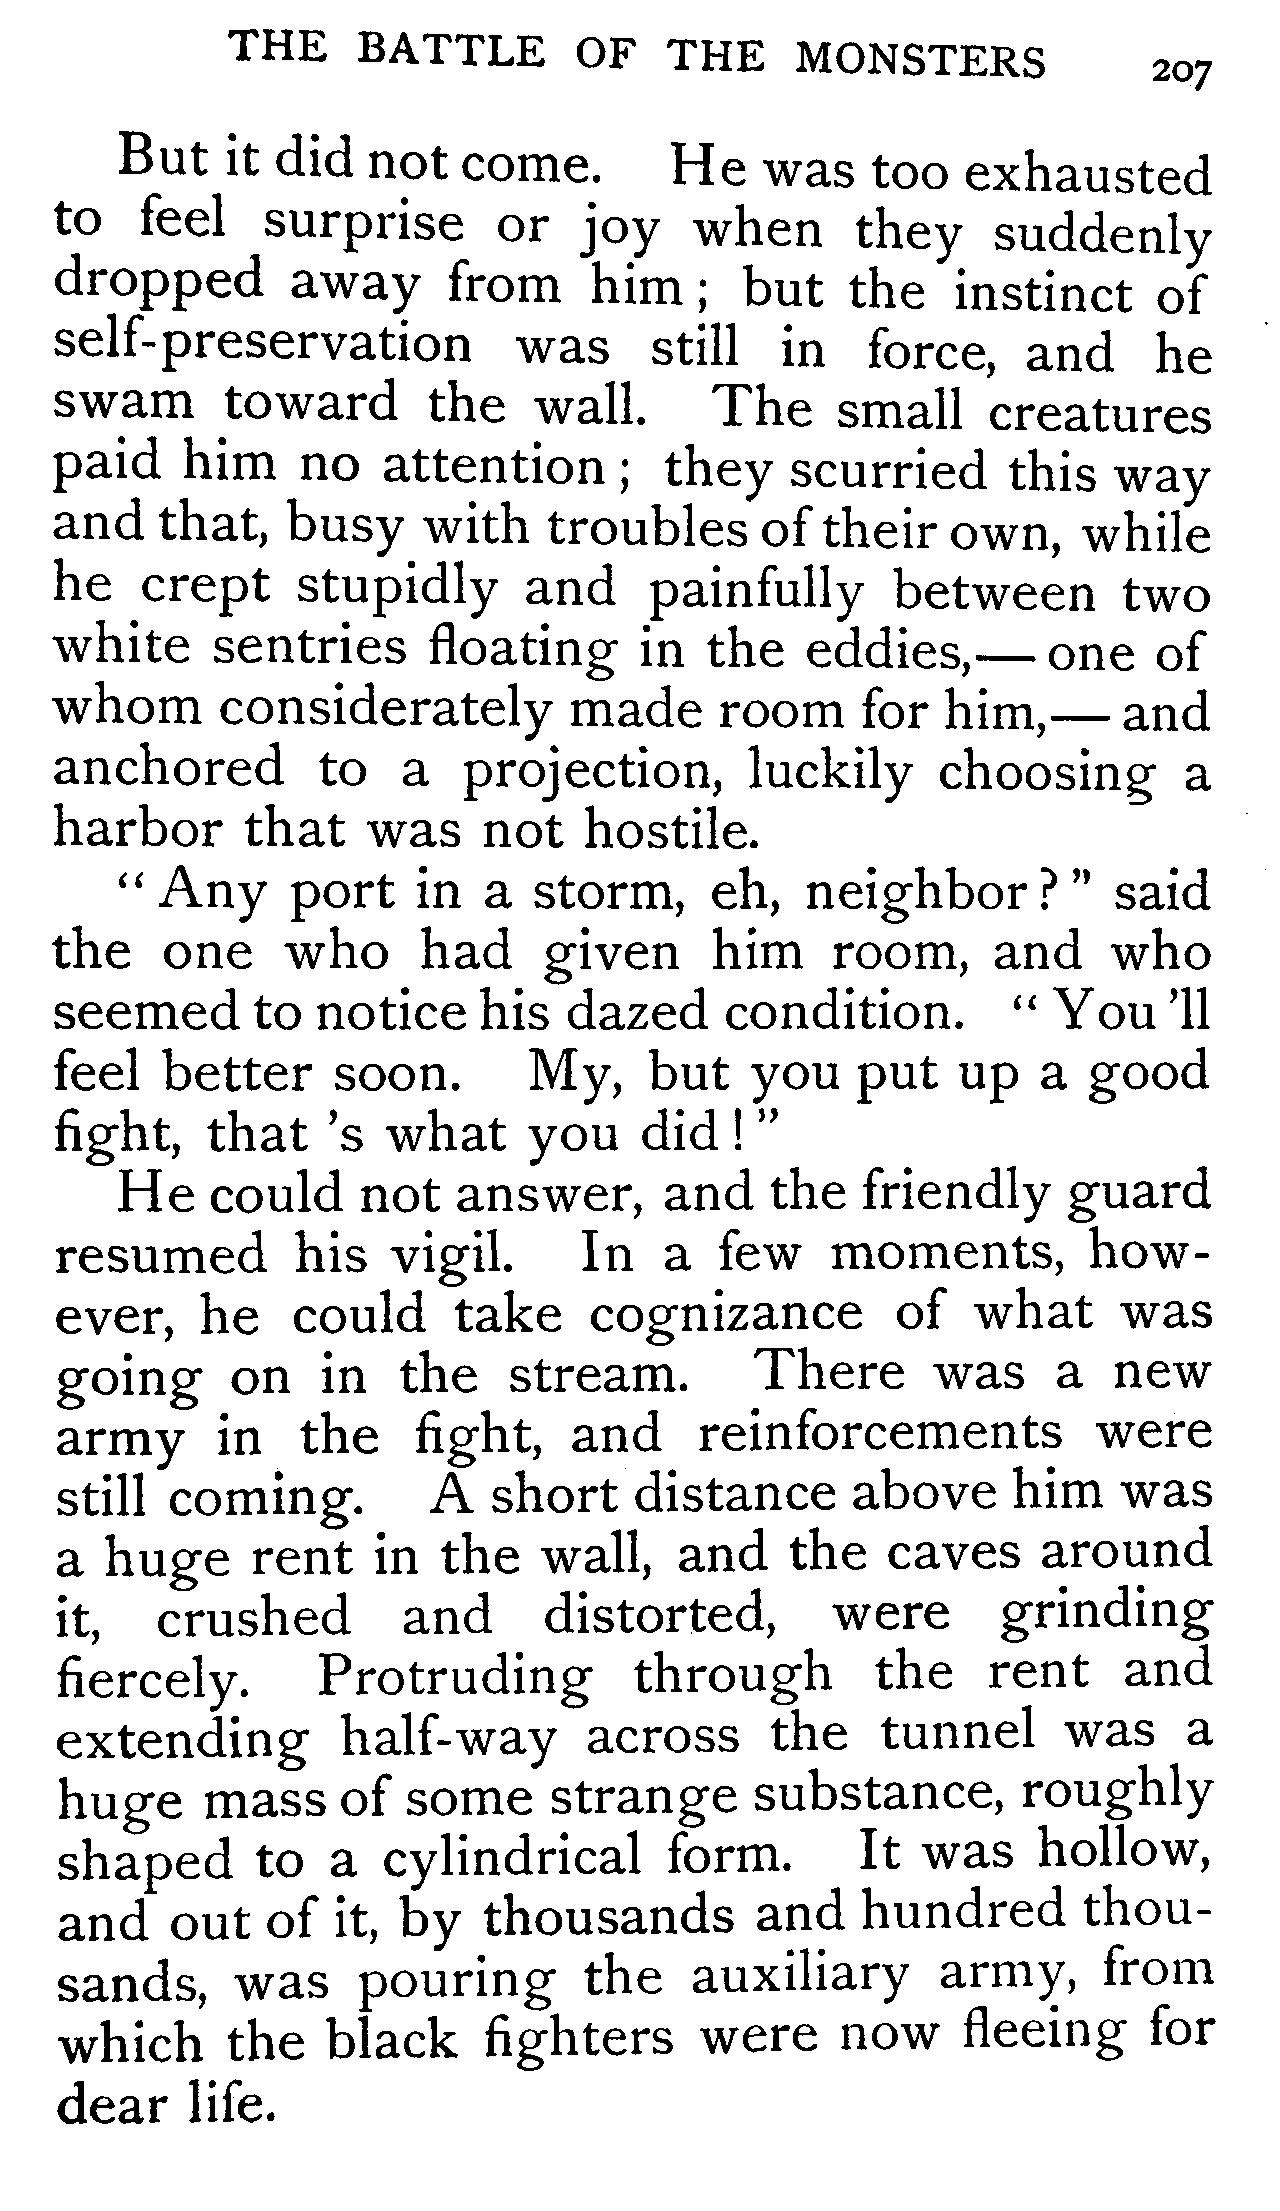 THE BATTLE OF THE MONSTERS 207
But it did not come. He was too exhausted
to feel surprise or joy when they suddenly
dropped away from him ; but the instinct of
self-preservation was still in force, and he
swam toward the wall. The small creatures
paid him no attention ; they scurried this way
and that, busy with troubles of their own, while
he crept stupidly and painfully between two
white sentries floating in the eddies,— one of
whom considerately made room for him,— and
anchored to a projection, luckily choosing a
harbor that was not hostile.
“ Any port in a storm, eh, neighbor ? ” said
the one who had given him room, and who
seemed to notice his dazed condition. “ You ’ll
feel better soon. My, but you put up a good
fight, that ’s what you did ! ”
He could not answer, and the friendly guard
resumed his vigil. In a few moments, how-
ever, he could take cognizance of what was
going on in the stream. There was a new
army in the fight, and reinforcements were
still coming. A short distance above him was
a huge rent in the wall, and the caves around
it, crushed and distorted, were grinding
fiercely. Protruding through the rent and
extending half-way across the tunnel was a
huge mass of some strange substance, roughly
shaped to a cylindrical form. It was hollow,
and out of it, by thousands and hundred thou-
sands, was pouring the auxiliary army, from
which the black fighters were now fleeing for
dear life.